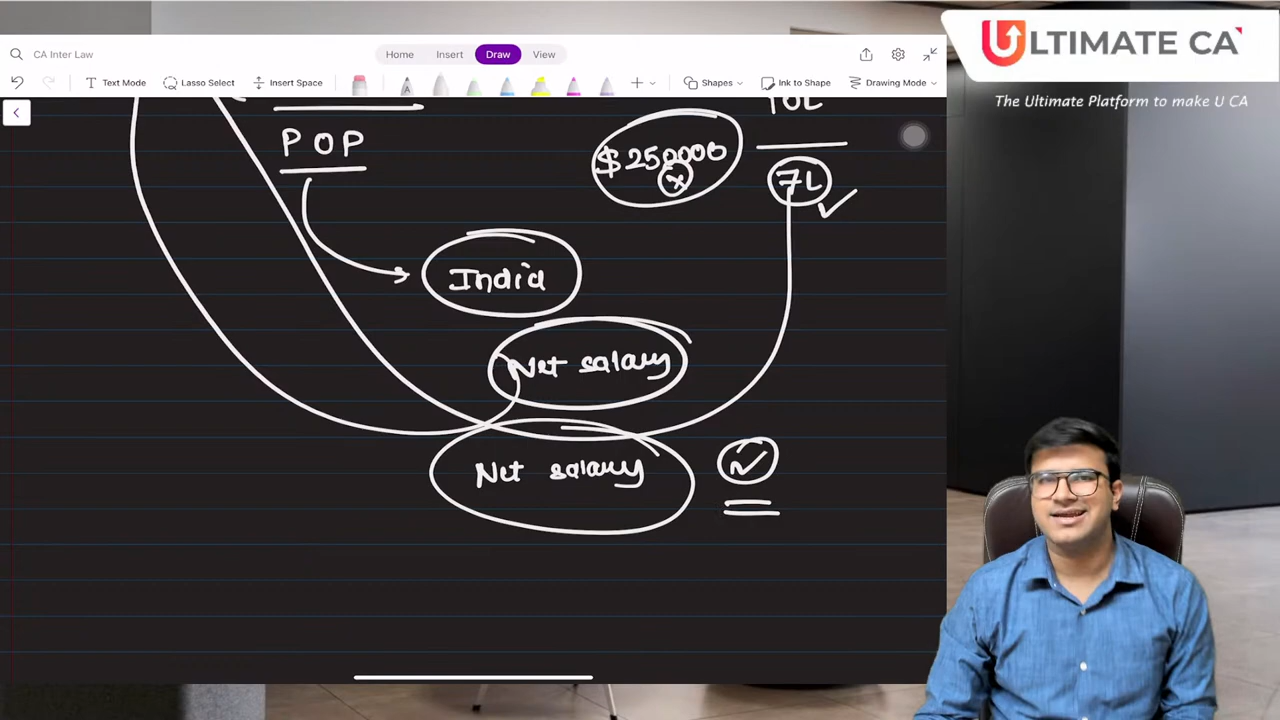 CA Inter Law
Home Insert Draw View
Text Mode Lasso Select Insert Space Shapes Ink to Shape Drawing Mode
ULTIMATE CA
The Ultimate Platform to make U CA
P O P
$250000
7L
India
Net salary
Net salary